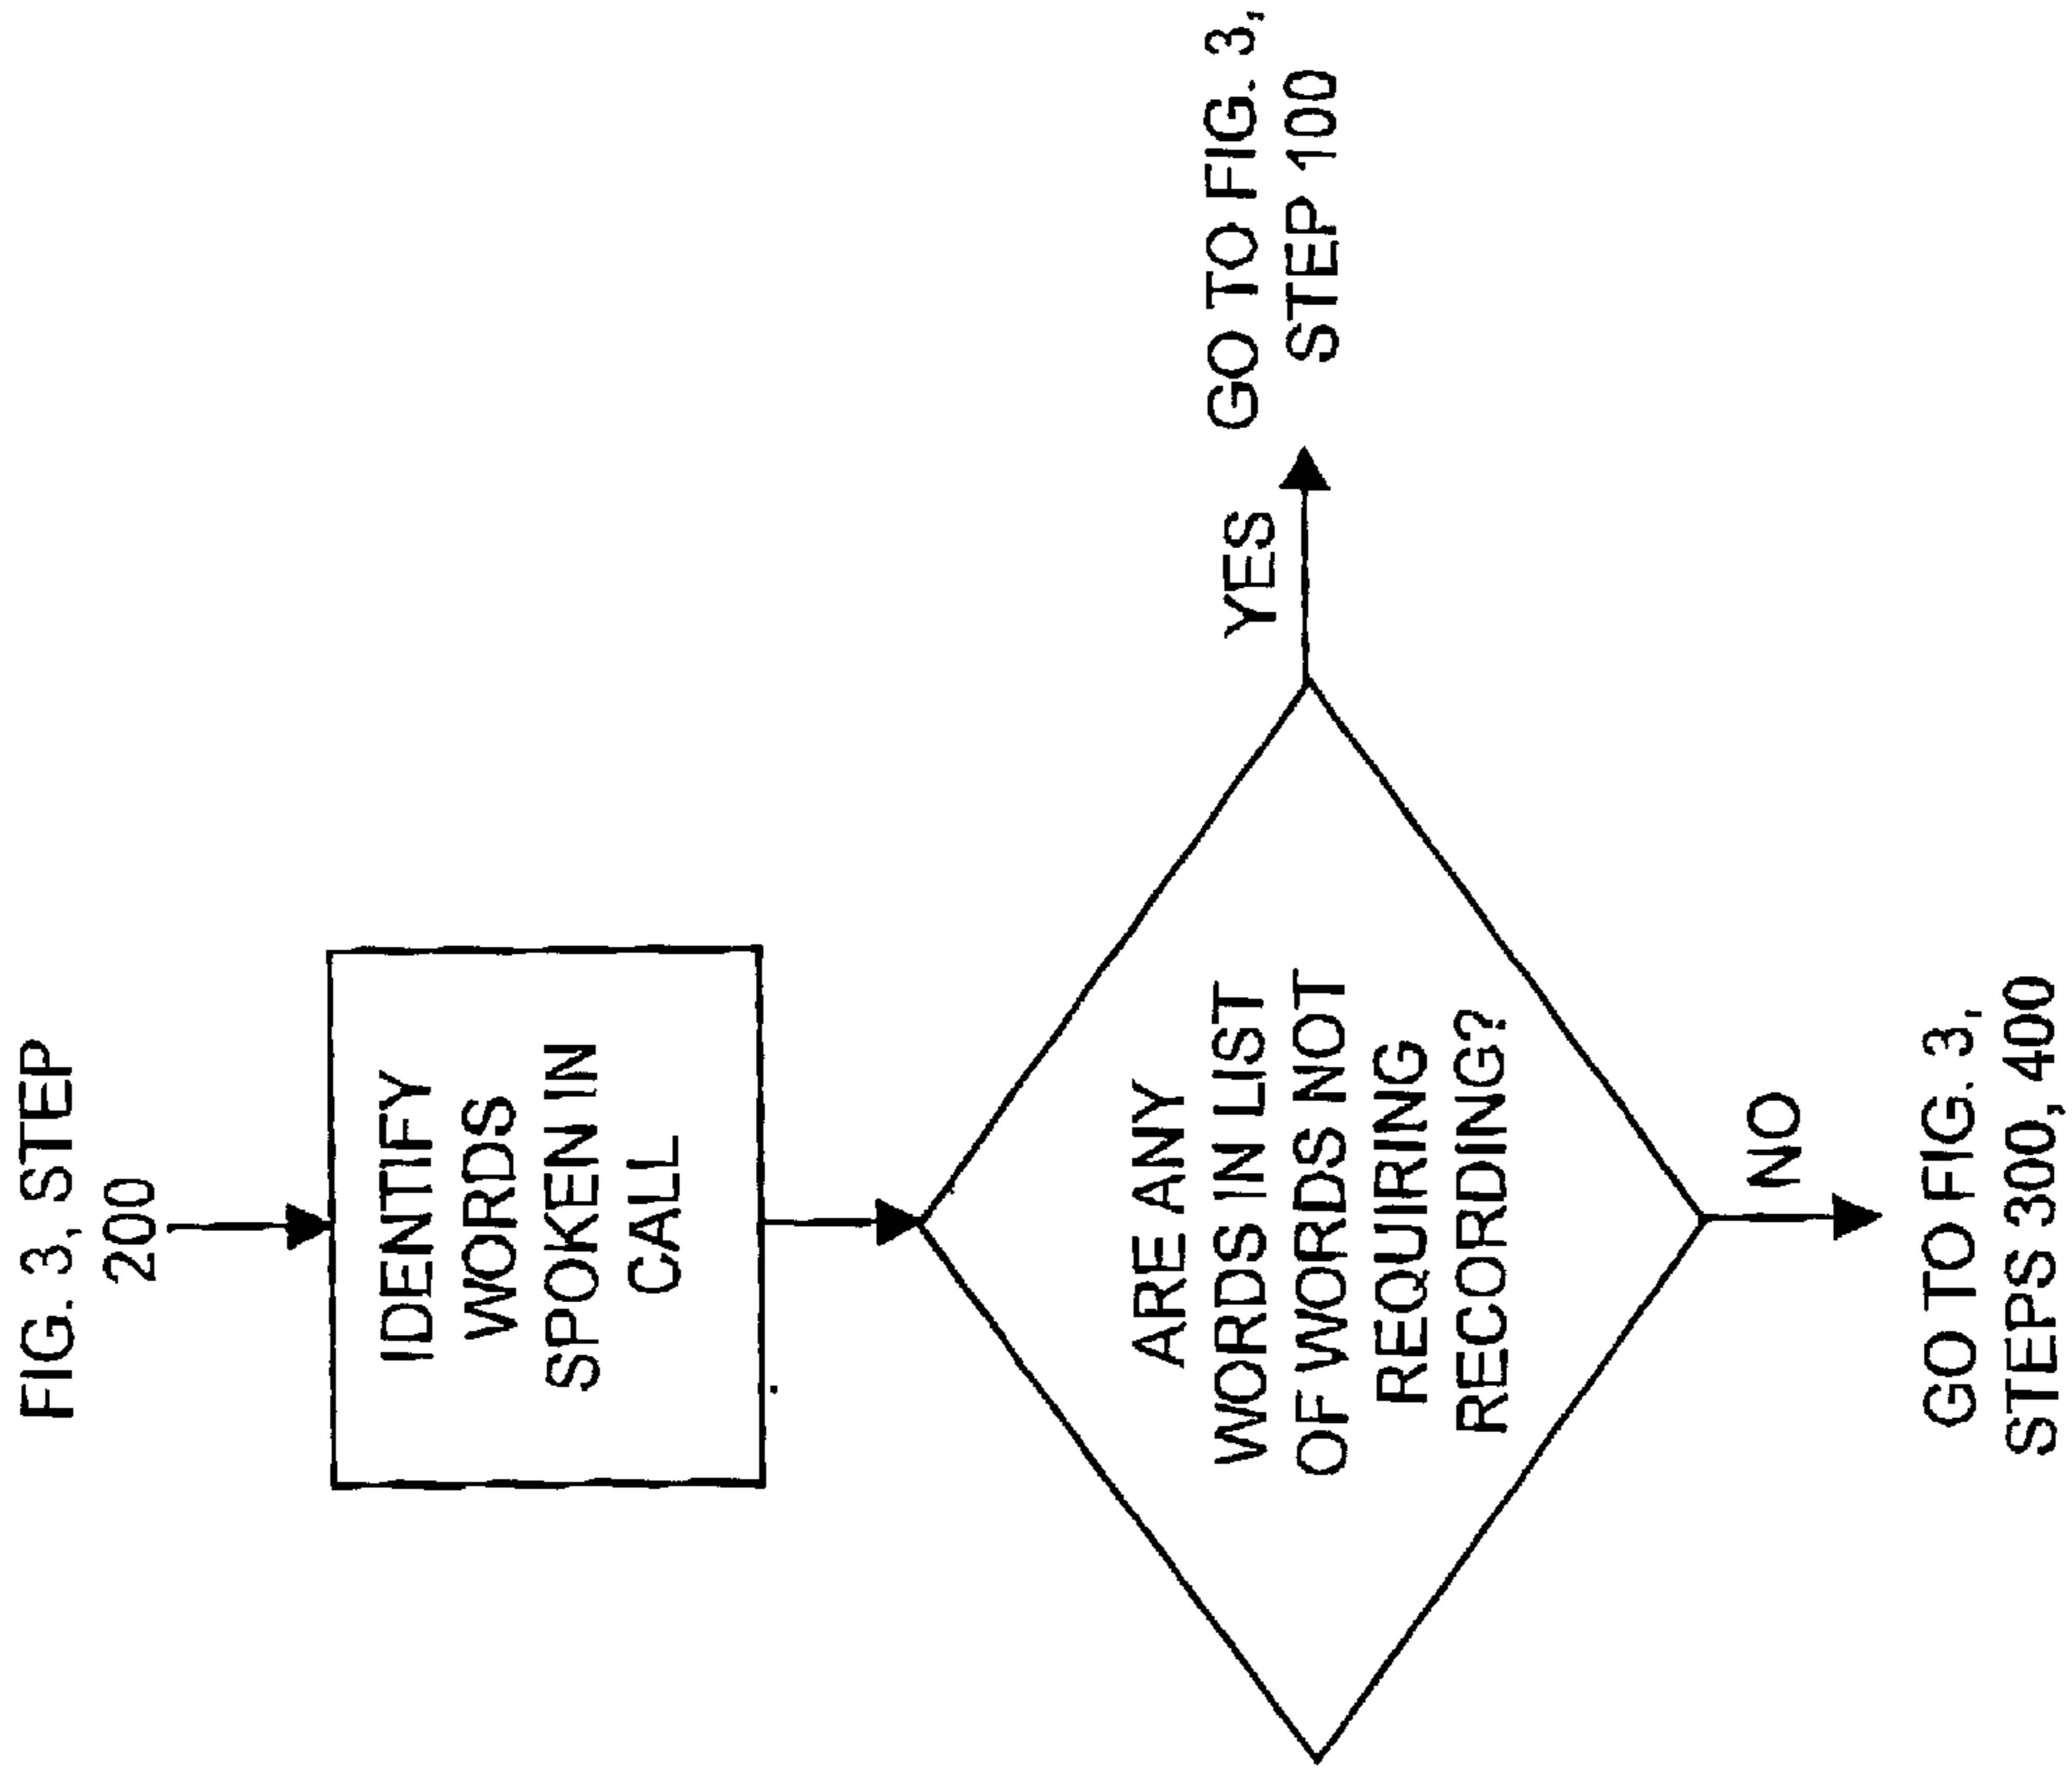 FIG. 3, STEP
200
IDENTIFY
WORDS
SPOKEN IN
CALL
ARE ANY
WORDS IN LIST
OF WORDS NOT
REQUIRING
RECORDING?
YES
GO TO FIG. 3,
STEP 100
NO
GO TO FIG. 3,
STEPS 300, 400